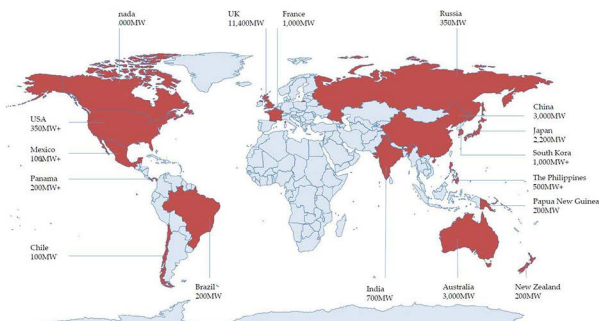 nada
000MW
UK
11,400MW
France
1,000MW
Russia
350MW
USA
350MW+
Mexico
100MW+
Panama
200MW+
Chile
100MW
Brazil
200MW
India
700MW
Australia
3,000MW
New Zealand
200MW
China
3,000MW
Japan
2,200MW
South Kora
1,000MW+
The Philippines
500MW+
Papua New Guinea
200MW